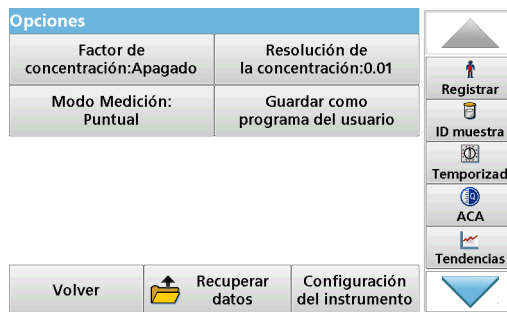 Opciones
Factor de
concentración:Apagado
Resolución de
la concentración:0.01
Modo Medición:
Puntual
Guardar como
programa del usuario
Volver
Recuperar
datos
Configuración
del instrumento
Registrar
ID muestra
Temporizad
ACA
Tendencias